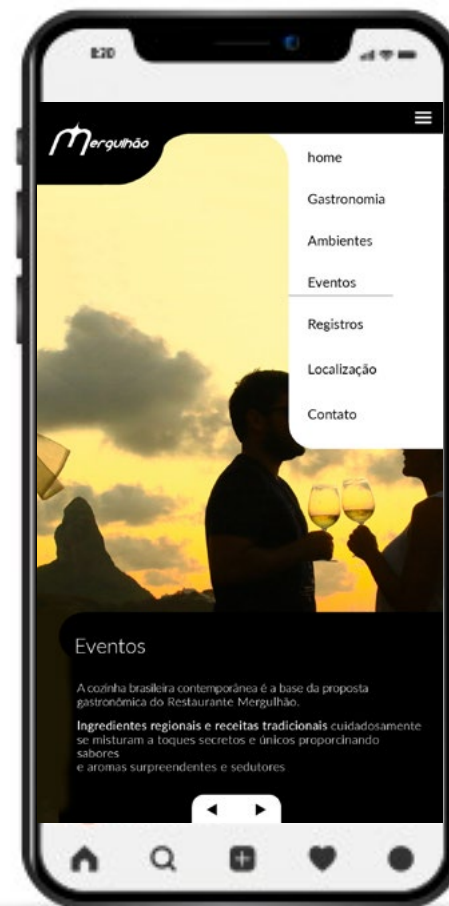 8:20
Mergulhão
home
Gastronomia
Ambientes
Eventos
Registros
Localização
Contato
Eventos
A cozinha brasileira contemporânea é a base da proposta
gastronômica do Restaurante Mergulhão.
Ingredientes regionais e receitas tradicionais cuidadosamente
se misturam a toques secretos e únicos proporcinando
sabores
e aromas surpreendentes e sedutores